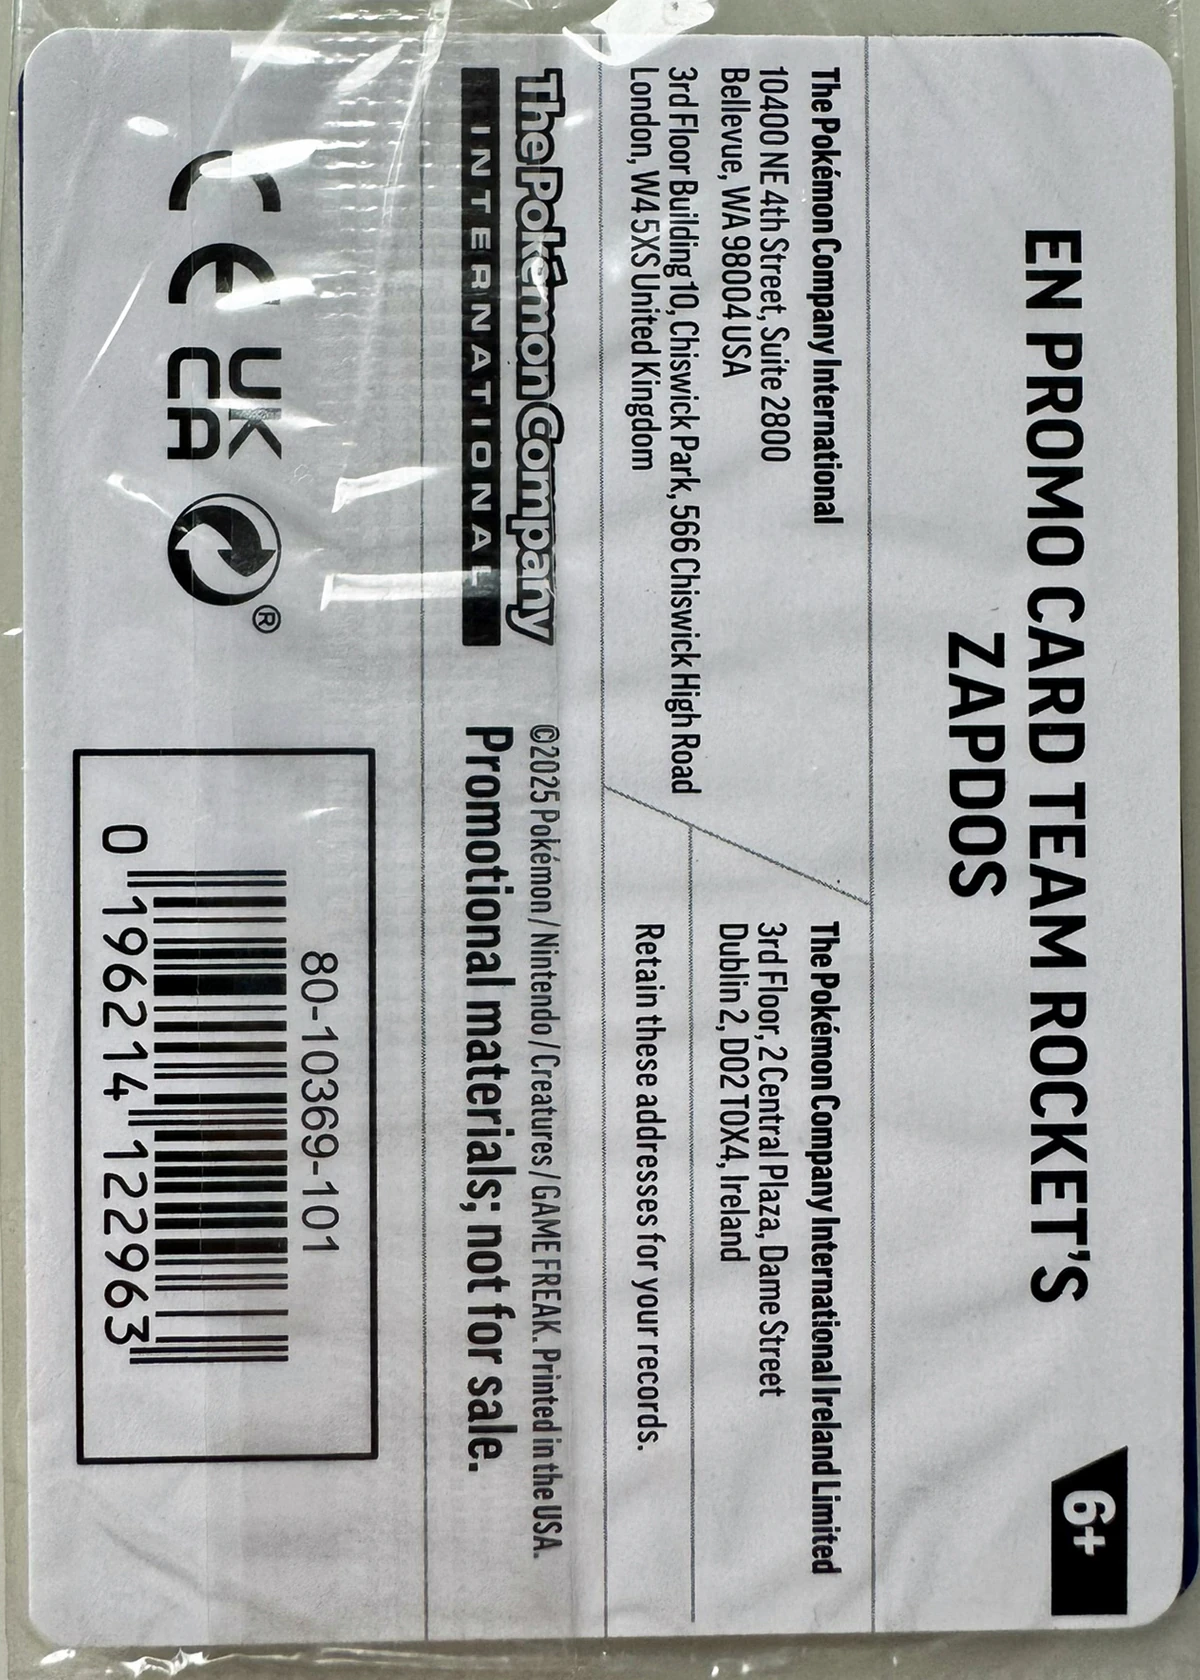 EN PROMO CARD TEAM ROCKET'S
ZAPDOS
6+
The Pokémon Company International
10400 NE 4th Street, Suite 2800
Bellevue, WA 98004 USA
3rd Floor Building 10, Chiswick Park, 566 Chiswick High Road
London, W4 5XS United Kingdom
The Pokémon Company International Ireland Limited
3rd Floor, 2 Central Plaza, Dame Street
Dublin 2, D02 T0X4, Ireland
Retain these addresses for your records.
The Pokémon Company
INTERNATIONAL
©2025 Pokémon / Nintendo / Creatures / GAME FREAK. Printed in the USA.
Promotional materials; not for sale.
CE
UK
CA
®
80-10369-101
0 196214 122963